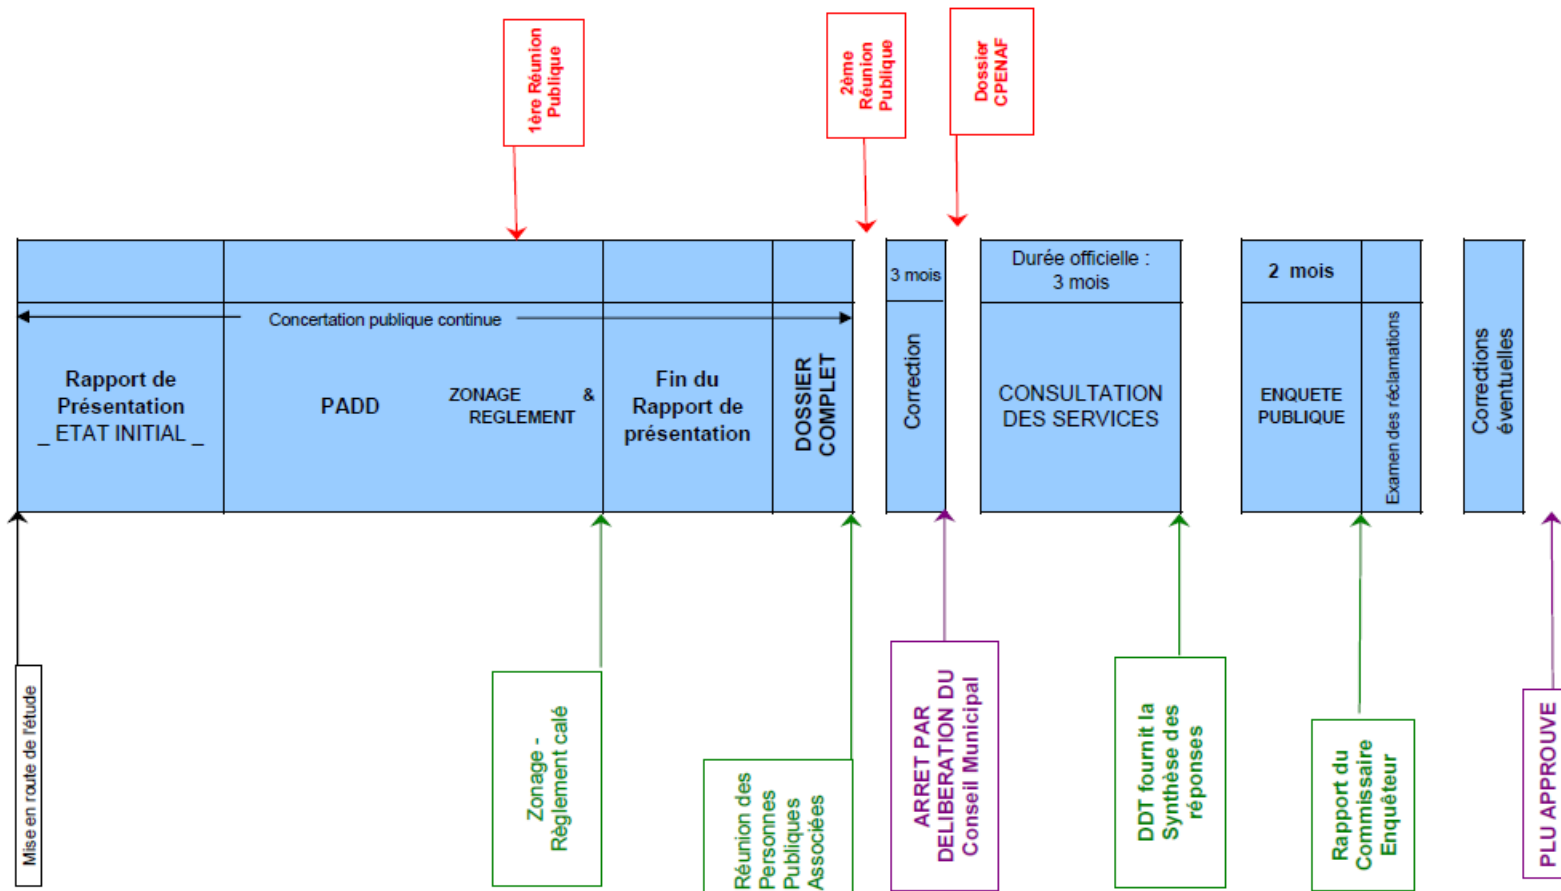 1ère Réunion
Publique
2ème
Réunion
Publique
Dossier
CPENAF
3 mois
Durée officielle :
3 mois
2 mois
Concertation publique continue
Rapport de
Présentation
_ ETAT INITIAL _
PADD
ZONAGE &
REGLEMENT
Fin du
Rapport de
présentation
DOSSIER
COMPLET
Correction
CONSULTATION
DES SERVICES
ENQUETE
PUBLIQUE
Examen des réclamations
Corrections
éventuelles
Mise en route de l'étude
Zonage -
Règlement calé
Réunion des
Personnes
Publiques
Associées
ARRET PAR
DELIBERATION DU
Conseil Municipal
DDT fournit la
Synthèse des
réponses
Rapport du
Commissaire
Enquêteur
PLU APPROUVE